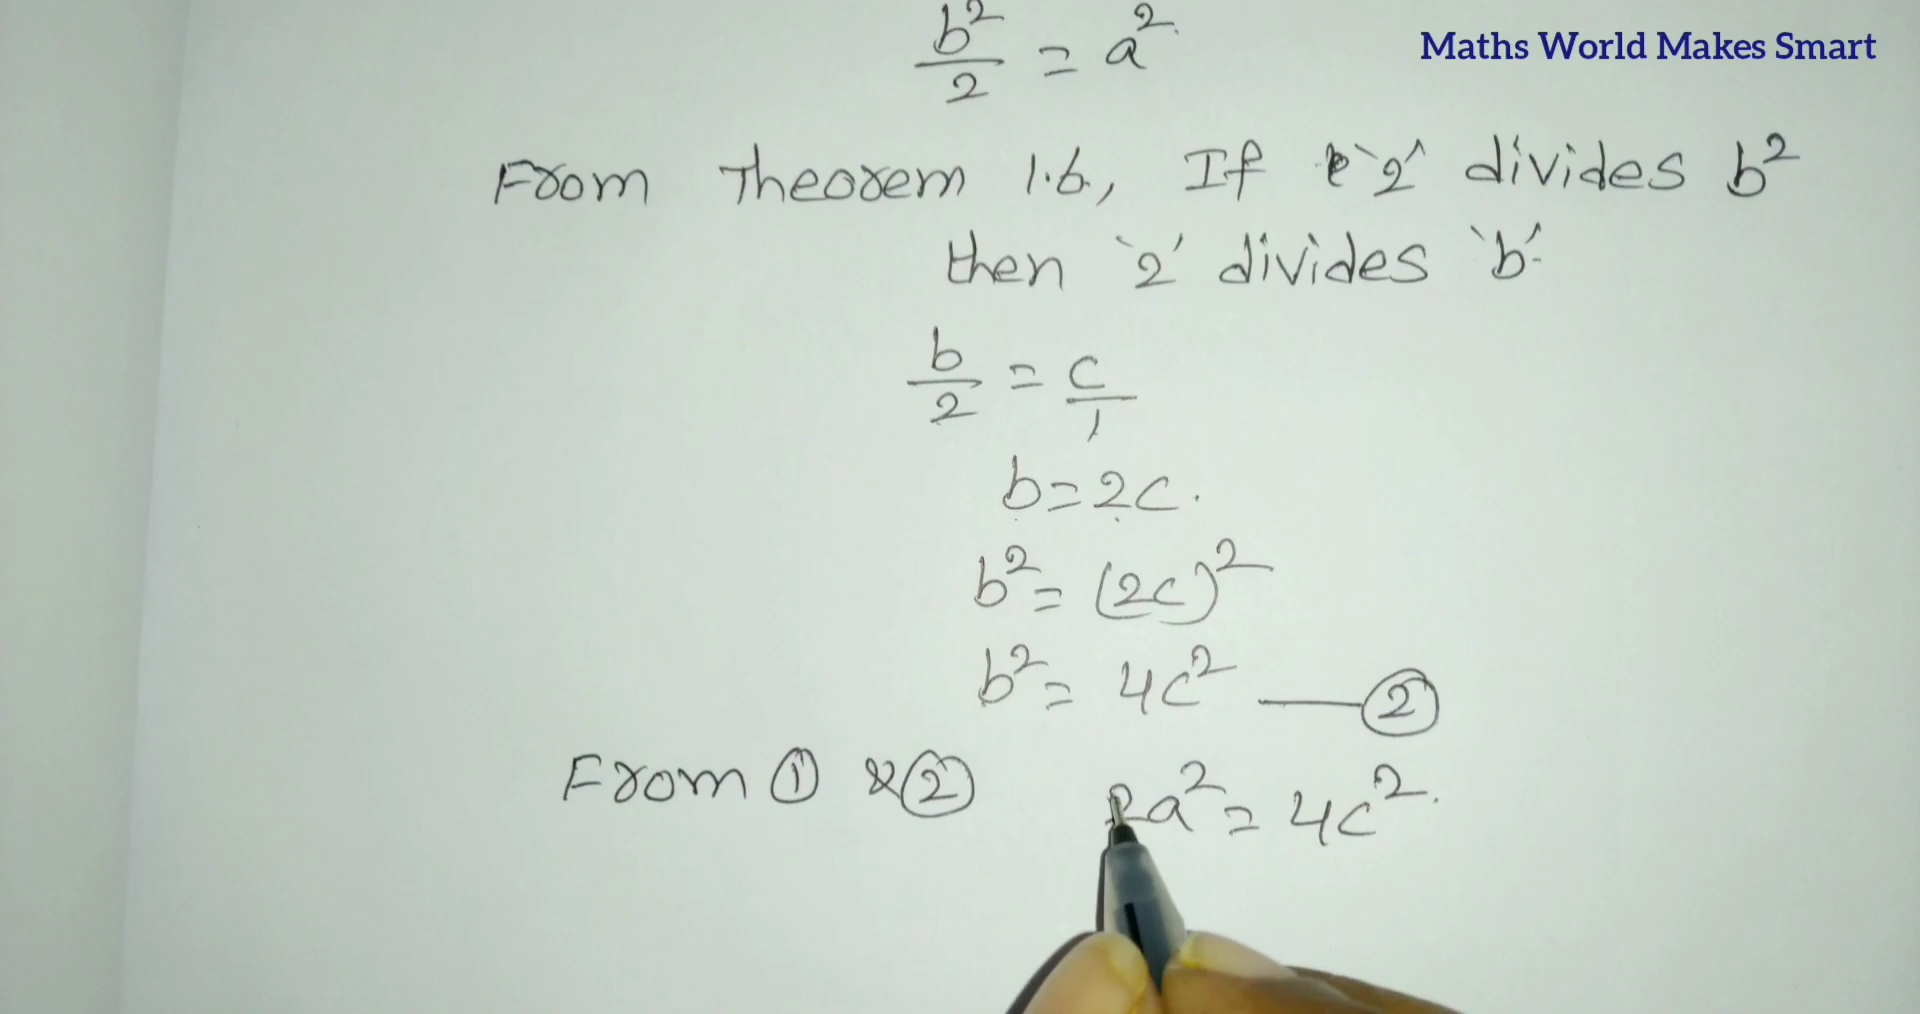 Maths World Makes Smart
b²/2 = a².
From Theorem 1.6, If '2' divides b²
then '2' divides 'b'.
b/2 = c/1
b=2c.
b² = (2c)²
b² = 4c² —— ②
From ① & ② 2a² = 4c².